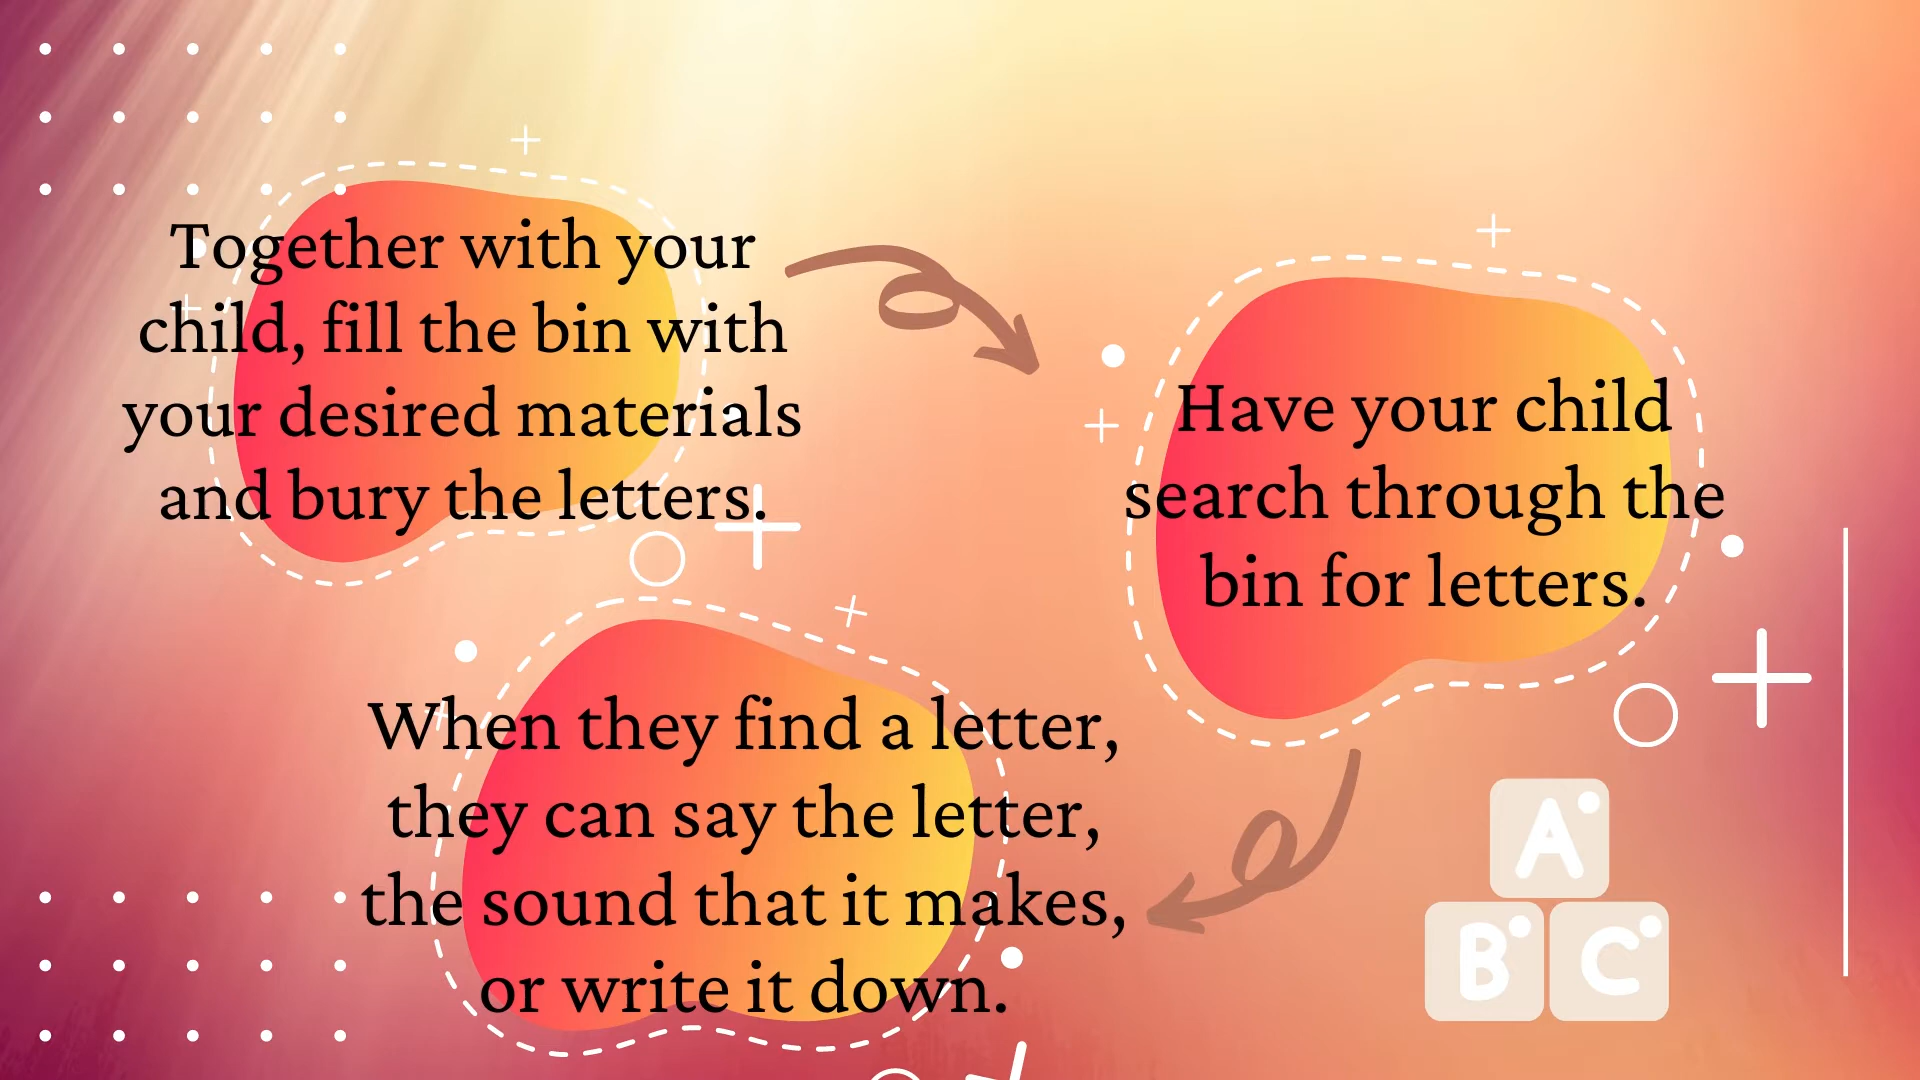 Together with your
child, fill the bin with
your desired materials
and bury the letters.
Have your child
search through the
bin for letters.
When they find a letter,
they can say the letter,
the sound that it makes,
or write it down.
A
B C